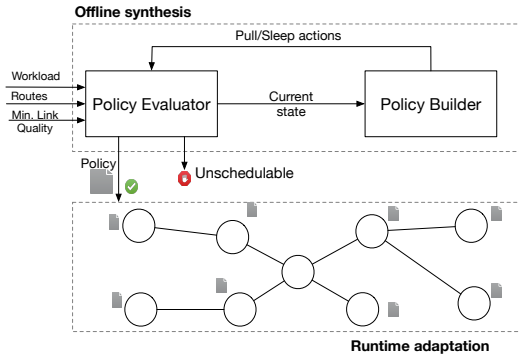 Offline synthesis
Pull/Sleep actions
Workload
Routes
Min. Link
Quality
Policy Evaluator
Current
state
Policy Builder
Policy
Unschedulable
Runtime adaptation